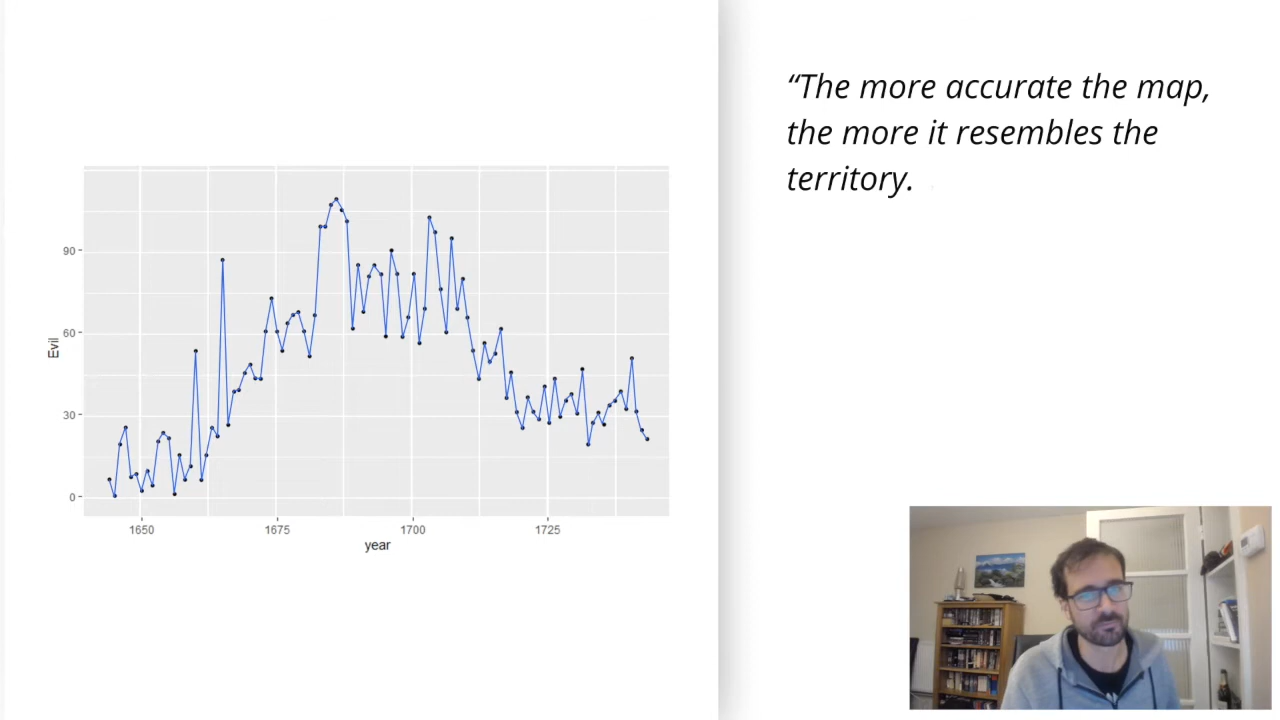 “The more accurate the map,
the more it resembles the
territory.
90
60
Evil
30
0
1650 1675 1700 1725
year